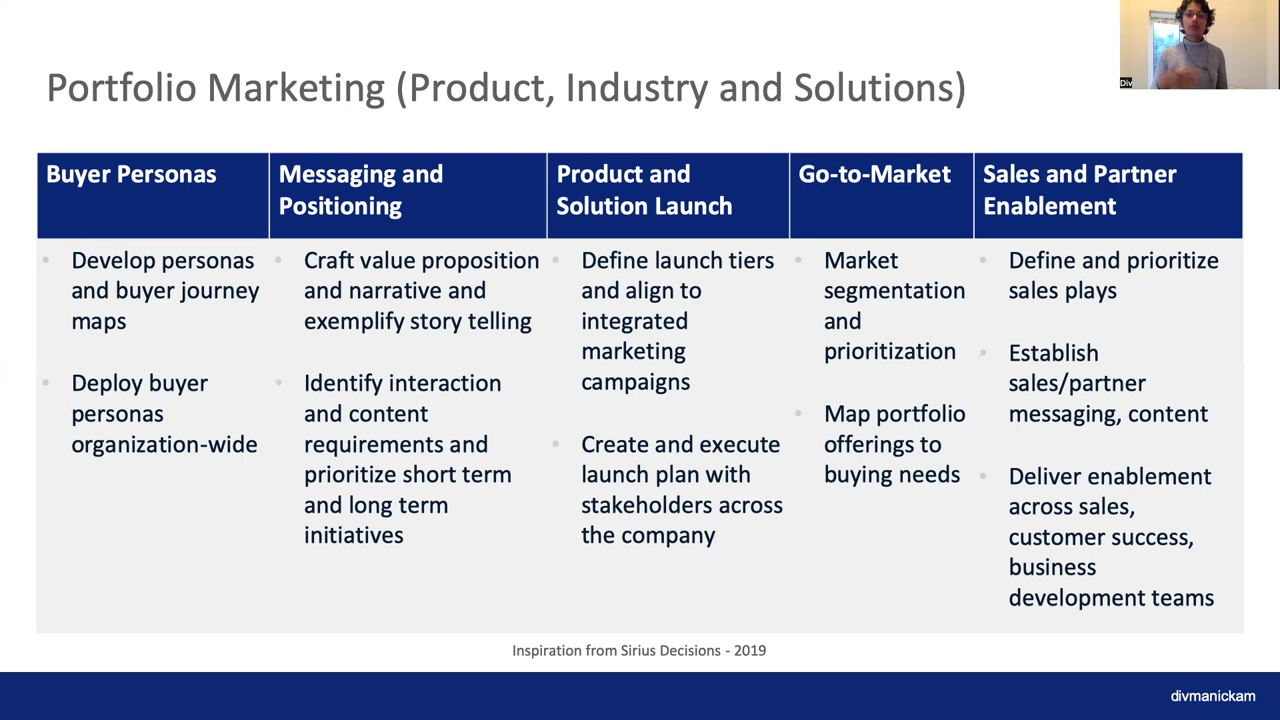 Div
Portfolio Marketing (Product, Industry and Solutions)
Buyer Personas
Messaging and
Positioning
Product and
Solution Launch
Go-to-Market
Sales and Partner
Enablement
• Develop personas
and buyer journey
maps
• Deploy buyer
personas
organization-wide
• Craft value proposition
and narrative and
exemplify story telling
• Identify interaction
and content
requirements and
prioritize short term
and long term
initiatives
• Define launch tiers
and align to
integrated
marketing
campaigns
• Create and execute
launch plan with
stakeholders across
the company
• Market
segmentation
and
prioritization
• Map portfolio
offerings to
buying needs
• Define and prioritize
sales plays
• Establish
sales/partner
messaging, content
• Deliver enablement
across sales,
customer success,
business
development teams
Inspiration from Sirius Decisions - 2019
divmanickam